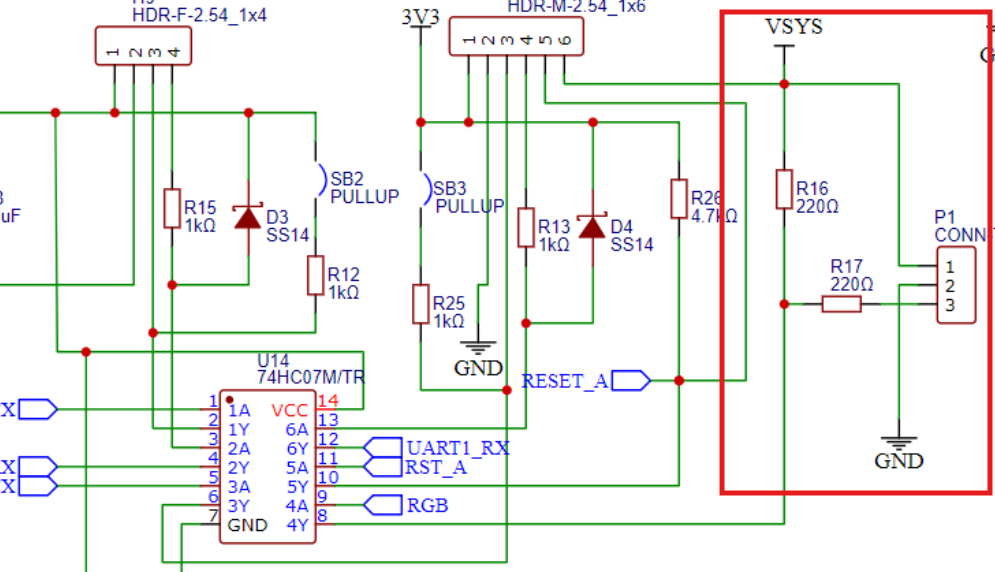 HDR-F-2.54_1x4
1 2 3 4
HDR-M-2.54_1x6
1 2 3 4 5 6
3V3
VSYS
G
uF
R15
1kΩ
D3
SS14
SB2
PULLUP
R12
1kΩ
SB3
PULLUP
R25
1kΩ
GND
R13
1kΩ
D4
SS14
R26
4.7kΩ
R16
220Ω
R17
220Ω
P1
CONN-
1
2
3
GND
RESET_A
U14
74HC07M/TR
X
X
X
1 1A
2 1Y
3 2A
4 2Y
5 3A
6 3Y
7 GND
VCC 14
6A 13
6Y 12
5A 11
5Y 10
4A 9
4Y 8
UART1_RX
RST_A
RGB